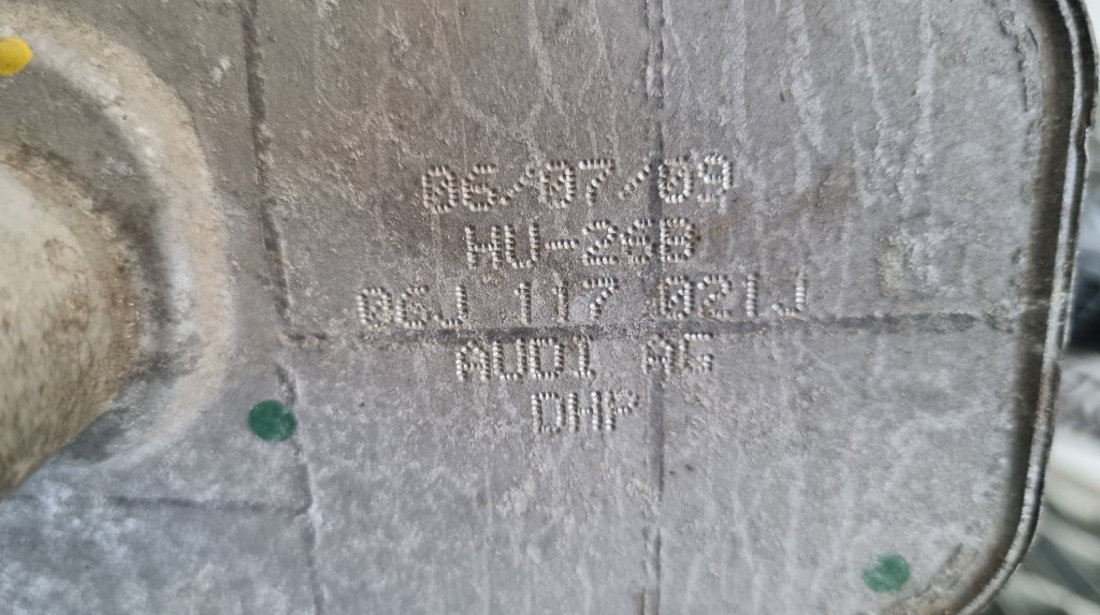 06/07/09
HU-26B
06J 117 021J
AUDI AG
DHP